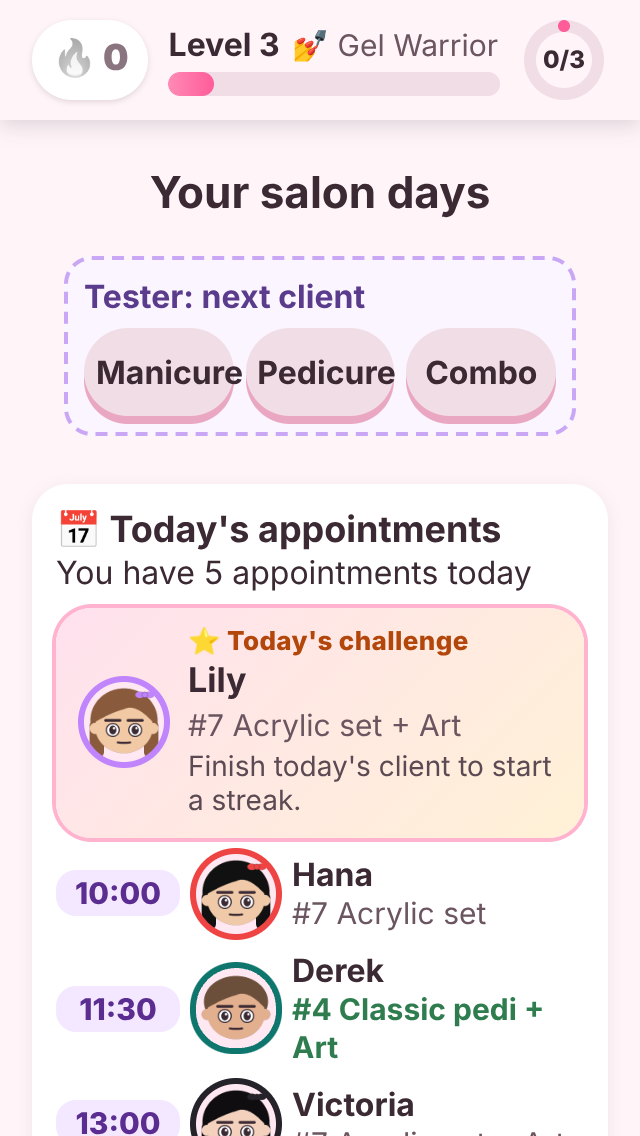 0
Level 3 💅 Gel Warrior
0/3
Your salon days
Tester: next client
Manicure Pedicure Combo
July
17
Today's appointments
You have 5 appointments today
⭐ Today's challenge
Lily
#7 Acrylic set + Art
Finish today's client to start
a streak.
10:00
Hana
#7 Acrylic set
11:30
Derek
#4 Classic pedi +
Art
13:00
Victoria